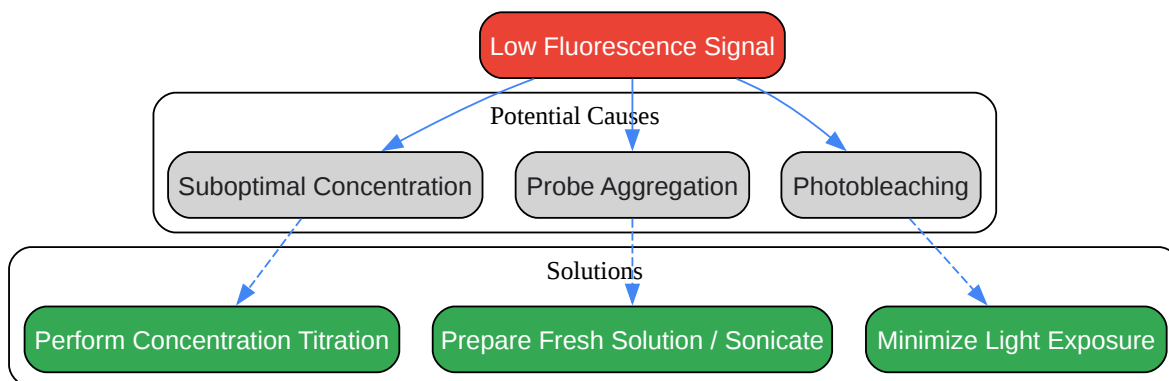 Low Fluorescence Signal
Potential Causes
Suboptimal Concentration
Probe Aggregation
Photobleaching
Solutions
Perform Concentration Titration
Prepare Fresh Solution / Sonicate
Minimize Light Exposure